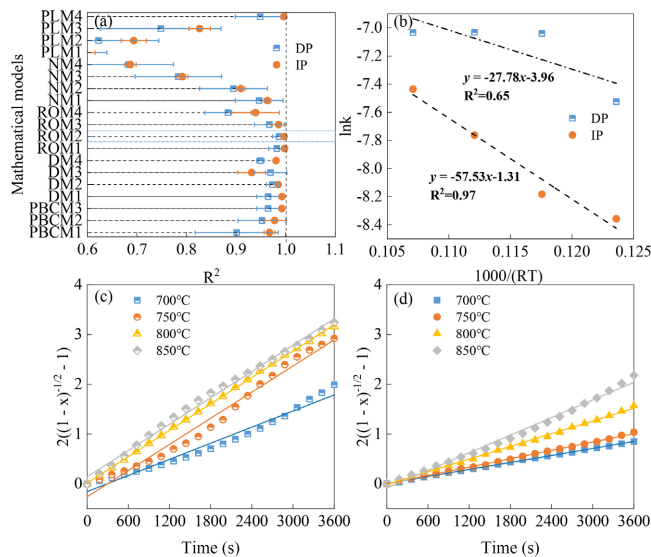 (a)
Mathematical models
PLM4
PLM3
PLM2
PLM1
NM4
NM3
NM2
NM1
ROM4
ROM3
ROM2
ROM1
DM4
DM3
DM2
DM1
PBCM3
PBCM2
PBCM1
DP
IP
0.6 0.7 0.8 0.9 1.0 1.1
R²
(b)
lnk
-7.0
-7.2
-7.4
-7.6
-7.8
-8.0
-8.2
-8.4
y = -27.78x-3.96
R²=0.65
DP
IP
y = -57.53x-1.31
R²=0.97
0.105 0.110 0.115 0.120 0.125
1000/(RT)
(c)
2((1 - x)^-1/2 - 1)
4
3
2
1
0
700℃
750℃
800℃
850℃
0 600 1200 1800 2400 3000 3600
Time (s)
(d)
2((1 - x)^-1/2 - 1)
4
3
2
1
0
700℃
750℃
800℃
850℃
0 600 1200 1800 2400 3000 3600
Time (s)